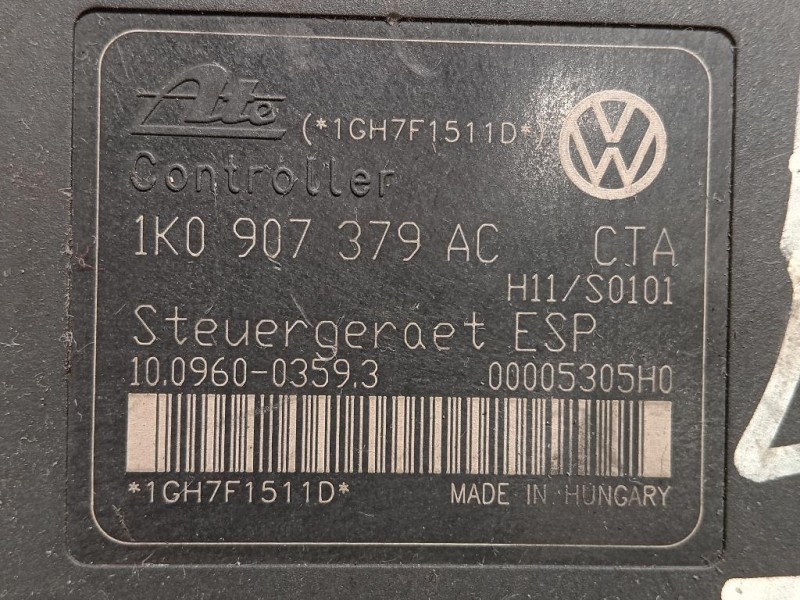 Ate (*1GH7F1511D*)
Controller
1K0 907 379 AC CTA
H11/S0101
Steuergeraet ESP
10.0960-0359.3 00005305H0
*1GH7F1511D* MADE IN HUNGARY